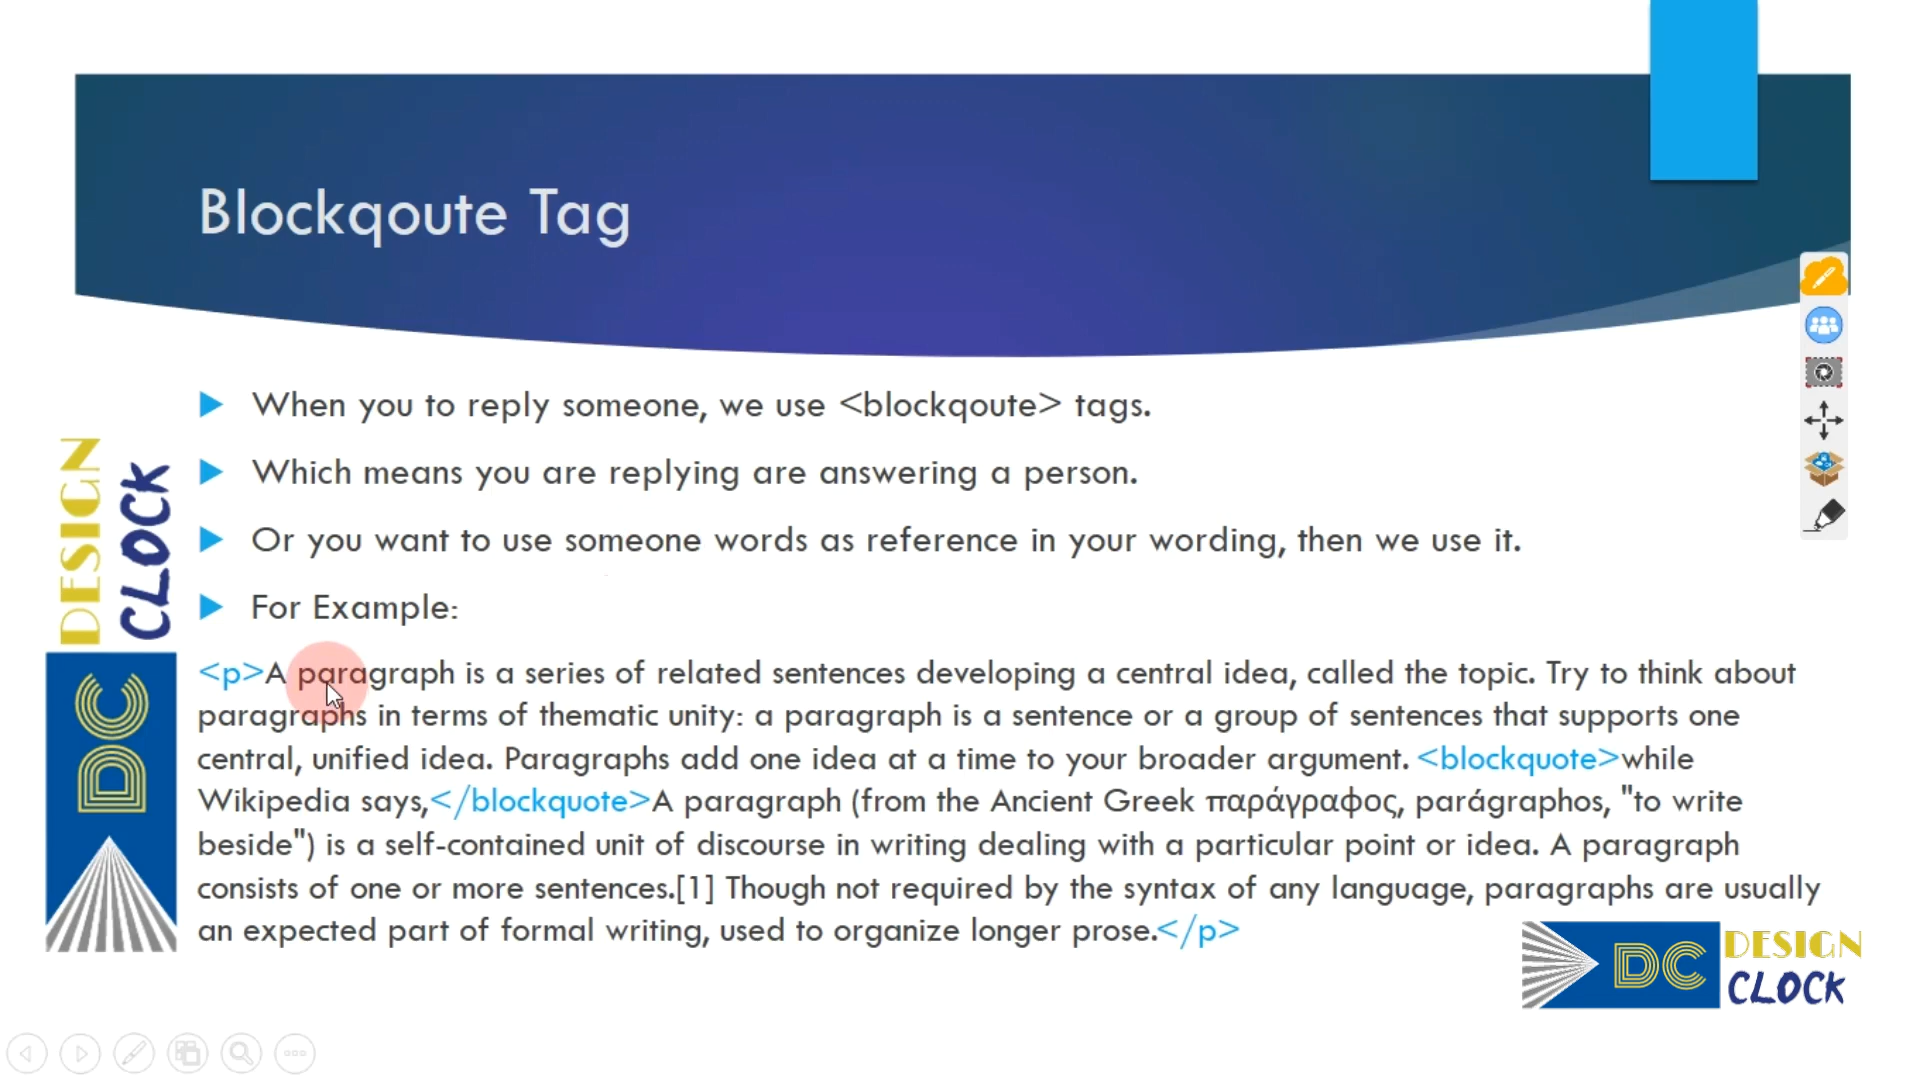 Blockqoute Tag
When you to reply someone, we use <blockqoute> tags.
Which means you are replying are answering a person.
Or you want to use someone words as reference in your wording, then we use it.
For Example:
<p>A paragraph is a series of related sentences developing a central idea, called the topic. Try to think about
paragraphs in terms of thematic unity: a paragraph is a sentence or a group of sentences that supports one
central, unified idea. Paragraphs add one idea at a time to your broader argument. <blockquote>while
Wikipedia says,</blockquote>A paragraph (from the Ancient Greek παράγραφος, parágraphos, "to write
beside") is a self-contained unit of discourse in writing dealing with a particular point or idea. A paragraph
consists of one or more sentences.[1] Though not required by the syntax of any language, paragraphs are usually
an expected part of formal writing, used to organize longer prose.</p>
DC
DESIGN
CLOCK
DC
DESIGN
CLOCK